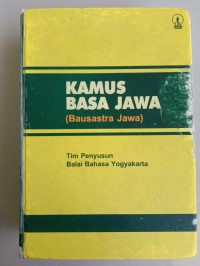 KAMUS
BASA JAWA
(Bausastra Jawa)
Tim Penyusun
Balai Bahasa Yogyakarta